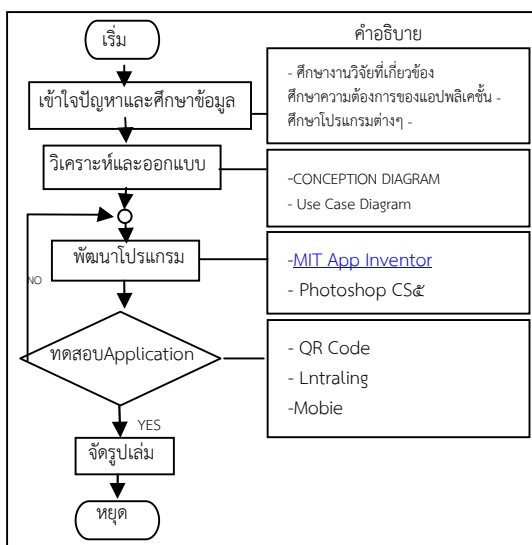 เริ่ม
คำอธิบาย
เข้าใจปัญหาและศึกษาข้อมูล
- ศึกษางานวิจัยที่เกี่ยวข้อง
ศึกษาความต้องการของแอปพลิเคชั้น -
ศึกษาโปรแกรมต่างๆ -
วิเคราะห์และออกแบบ
-CONCEPTION DIAGRAM
- Use Case Diagram
พัฒนาโปรแกรม
-MIT App Inventor
- Photoshop CS๕
NO
ทดสอบApplication
- QR Code
- Lntraling
-Mobie
YES
จัดรูปเล่ม
หยุด